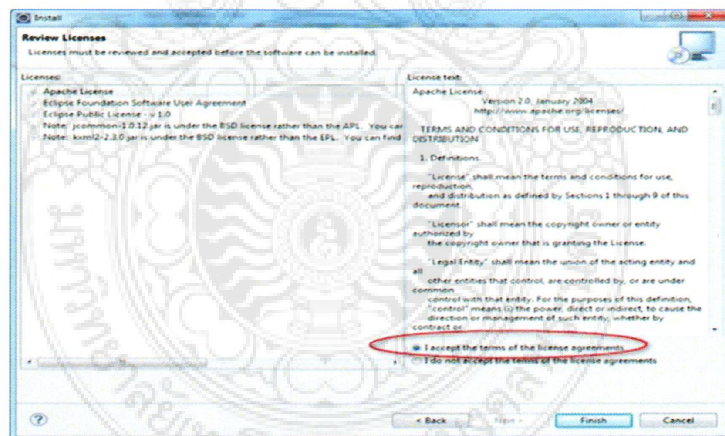 Install
Review Licenses
Licenses must be reviewed and accepted before the software can be installed.
Licenses:
Apache License
Eclipse Foundation Software User Agreement
Eclipse Public License - v 1.0
Note: jcommon-1.0.12.jar is under the BSD license rather than the APL. You car
Note: kxml2-2.3.0.jar is under the BSD license rather than the EPL. You can find
License text:
Apache License
Version 2.0, January 2004
http://www.apache.org/licenses/
TERMS AND CONDITIONS FOR USE, REPRODUCTION, AND
DISTRIBUTION
1. Definitions.
"License" shall mean the terms and conditions for use,
reproduction,
and distribution as defined by Sections 1 through 9 of this
document.
"Licensor" shall mean the copyright owner or entity
authorized by
the copyright owner that is granting the License.
"Legal Entity" shall mean the union of the acting entity and
all
other entities that control, are controlled by, or are under
common
control with that entity. For the purposes of this definition,
"control" means (i) the power, direct or indirect, to cause the
direction or management of such entity, whether by
contract or
I accept the terms of the license agreements
I do not accept the terms of the license agreements
< Back
Next >
Finish
Cancel